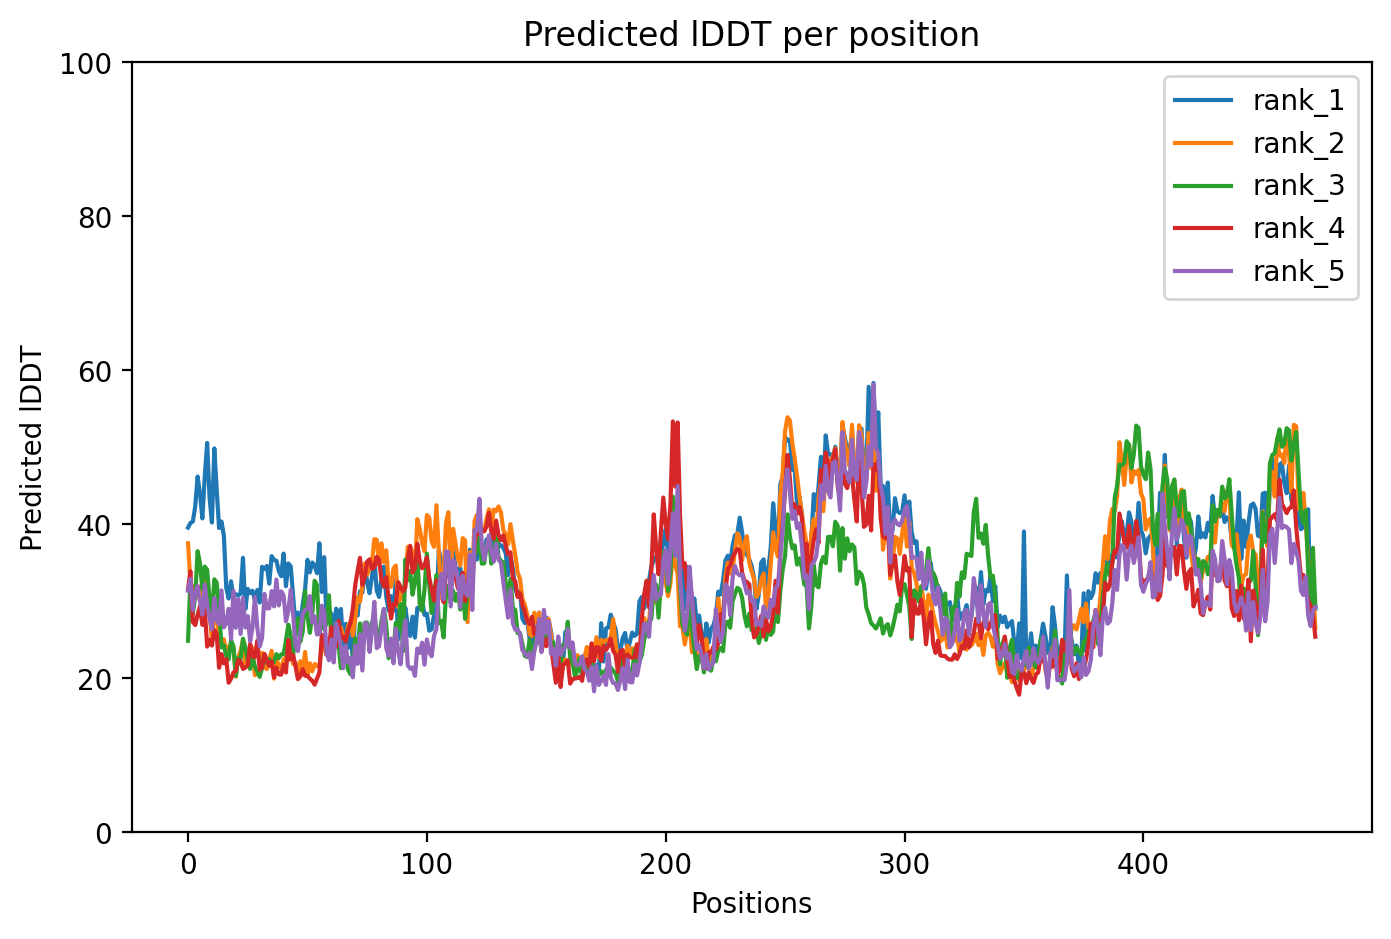 Predicted lDDT per position
100
80
60
40
20
0
Predicted lDDT
0 100 200 300 400
Positions
rank_1
rank_2
rank_3
rank_4
rank_5